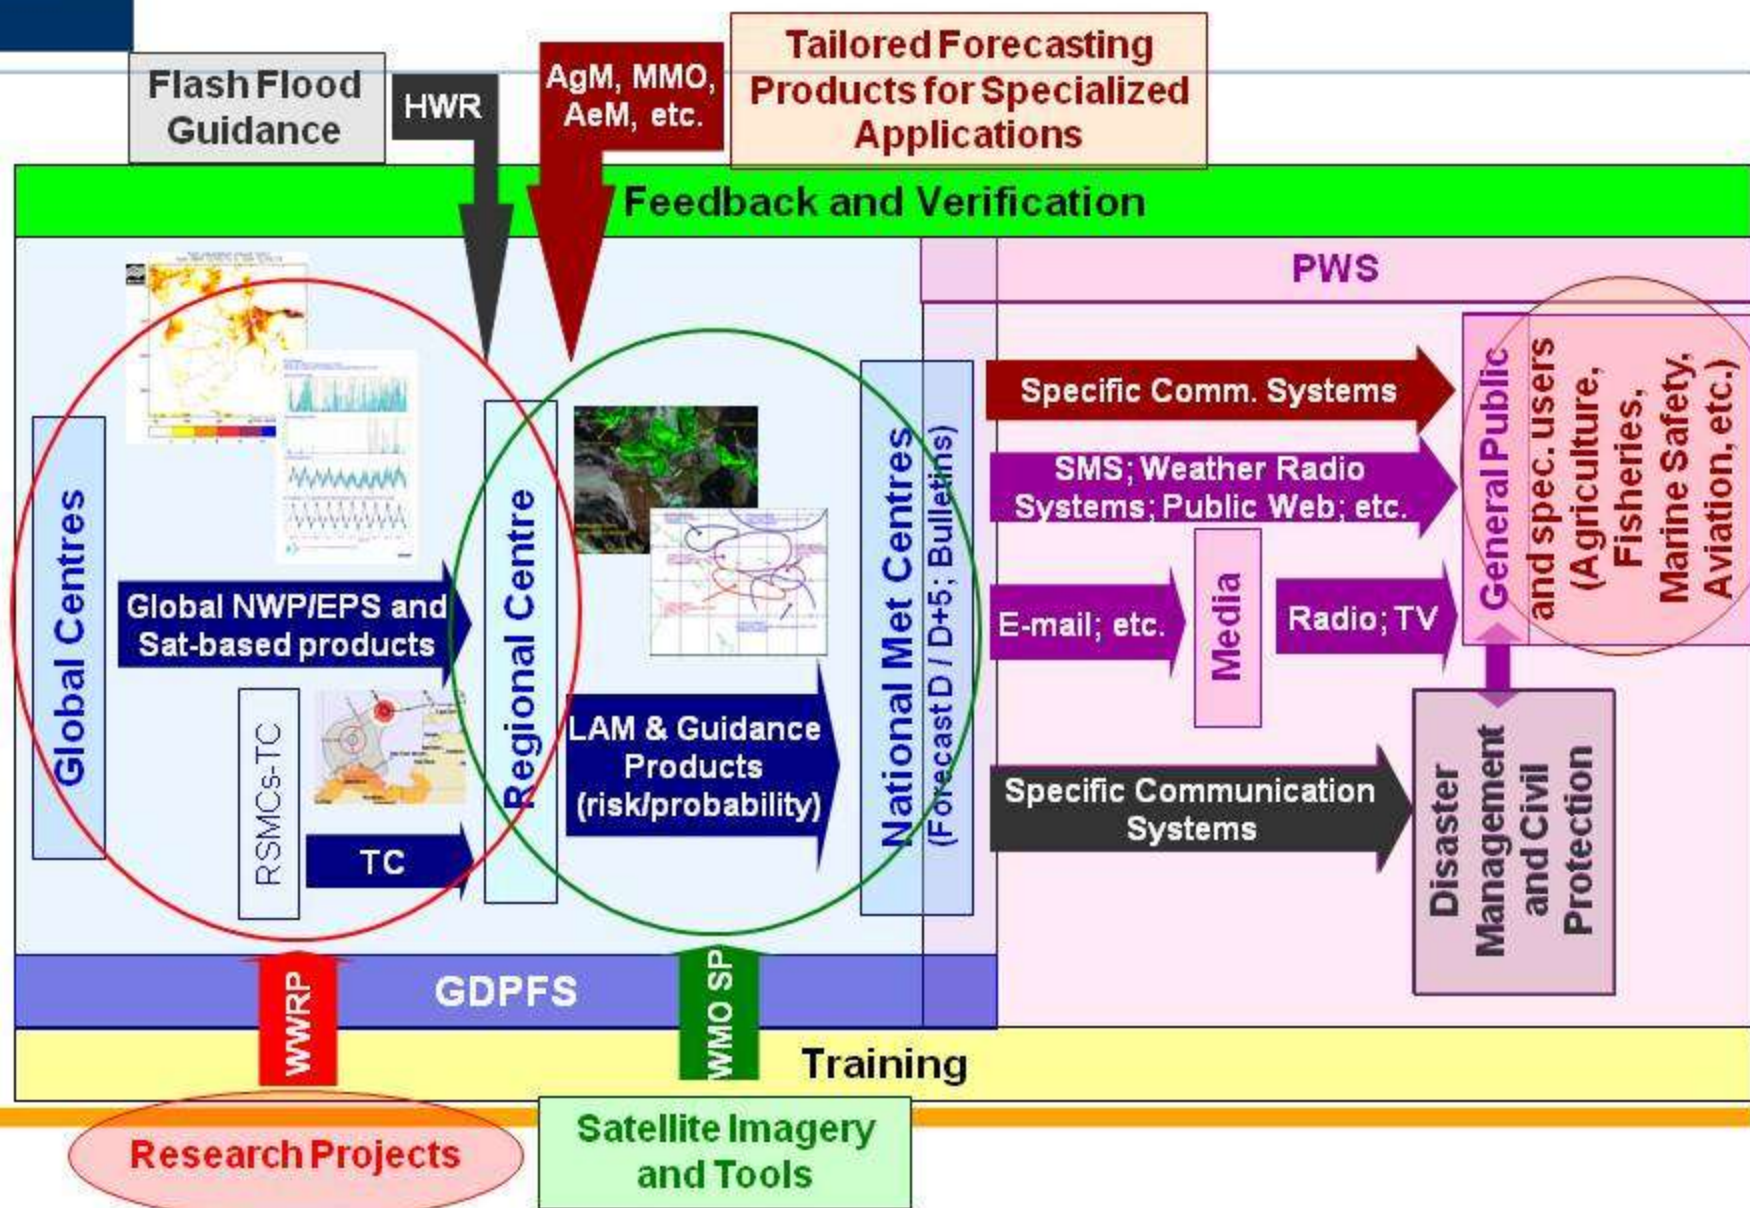 Flash Flood
Guidance
HWR
AgM, MMO,
AeM, etc.
Tailored Forecasting
Products for Specialized
Applications
Feedback and Verification
PWS
Global Centres
Global NWP/EPS and
Sat-based products
RSMCs-TC
TC
Regional Centre
LAM & Guidance
Products
(risk/probability)
National Met Centres
(Forecast D / D+5; Bulletins)
Specific Comm. Systems
SMS; Weather Radio
Systems; Public Web; etc.
E-mail; etc.
Media
Radio; TV
General Public
and spec. users
(Agriculture,
Fisheries,
Marine Safety,
Aviation, etc.)
Specific Communication
Systems
Disaster
Management
and Civil
Protection
GDPFS
WWRP
WMO SP
Training
Research Projects
Satellite Imagery
and Tools